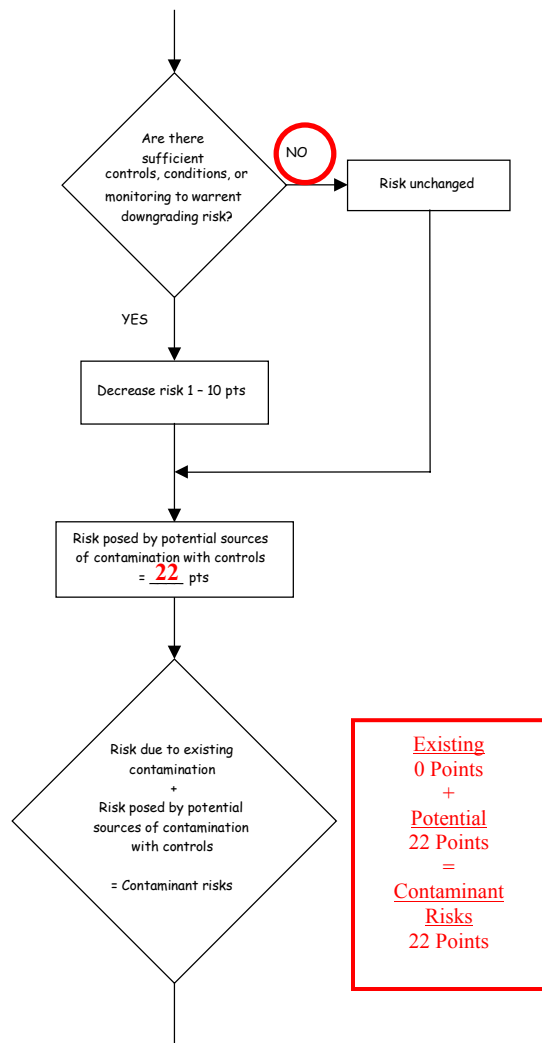 Are there
sufficient
controls, conditions, or
monitoring to warrent
downgrading risk?
NO
Risk unchanged
YES
Decrease risk 1 – 10 pts
Risk posed by potential sources
of contamination with controls
= 22 pts
Risk due to existing
contamination
+
Risk posed by potential
sources of contamination
with controls
= Contaminant risks
Existing
0 Points
+
Potential
22 Points
=
Contaminant
Risks
22 Points